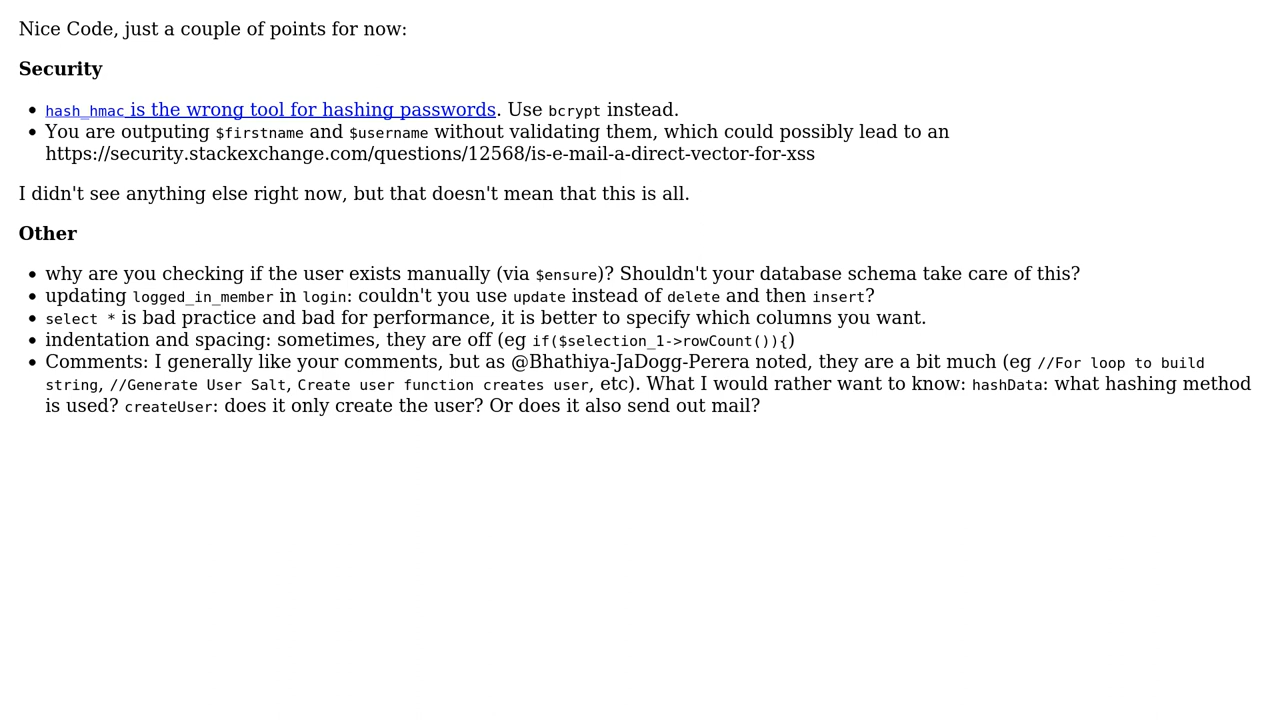 Nice Code, just a couple of points for now:
Security
hash_hmac is the wrong tool for hashing passwords. Use bcrypt instead.
You are outputing $firstname and $username without validating them, which could possibly lead to an
https://security.stackexchange.com/questions/12568/is-e-mail-a-direct-vector-for-xss
I didn't see anything else right now, but that doesn't mean that this is all.
Other
why are you checking if the user exists manually (via $ensure)? Shouldn't your database schema take care of this?
updating logged_in_member in login: couldn't you use update instead of delete and then insert?
select * is bad practice and bad for performance, it is better to specify which columns you want.
indentation and spacing: sometimes, they are off (eg if($selection_1->rowCount()){)
Comments: I generally like your comments, but as @Bhathiya-JaDogg-Perera noted, they are a bit much (eg //For loop to build
string, //Generate User Salt, Create user function creates user, etc). What I would rather want to know: hashData: what hashing method
is used? createUser: does it only create the user? Or does it also send out mail?